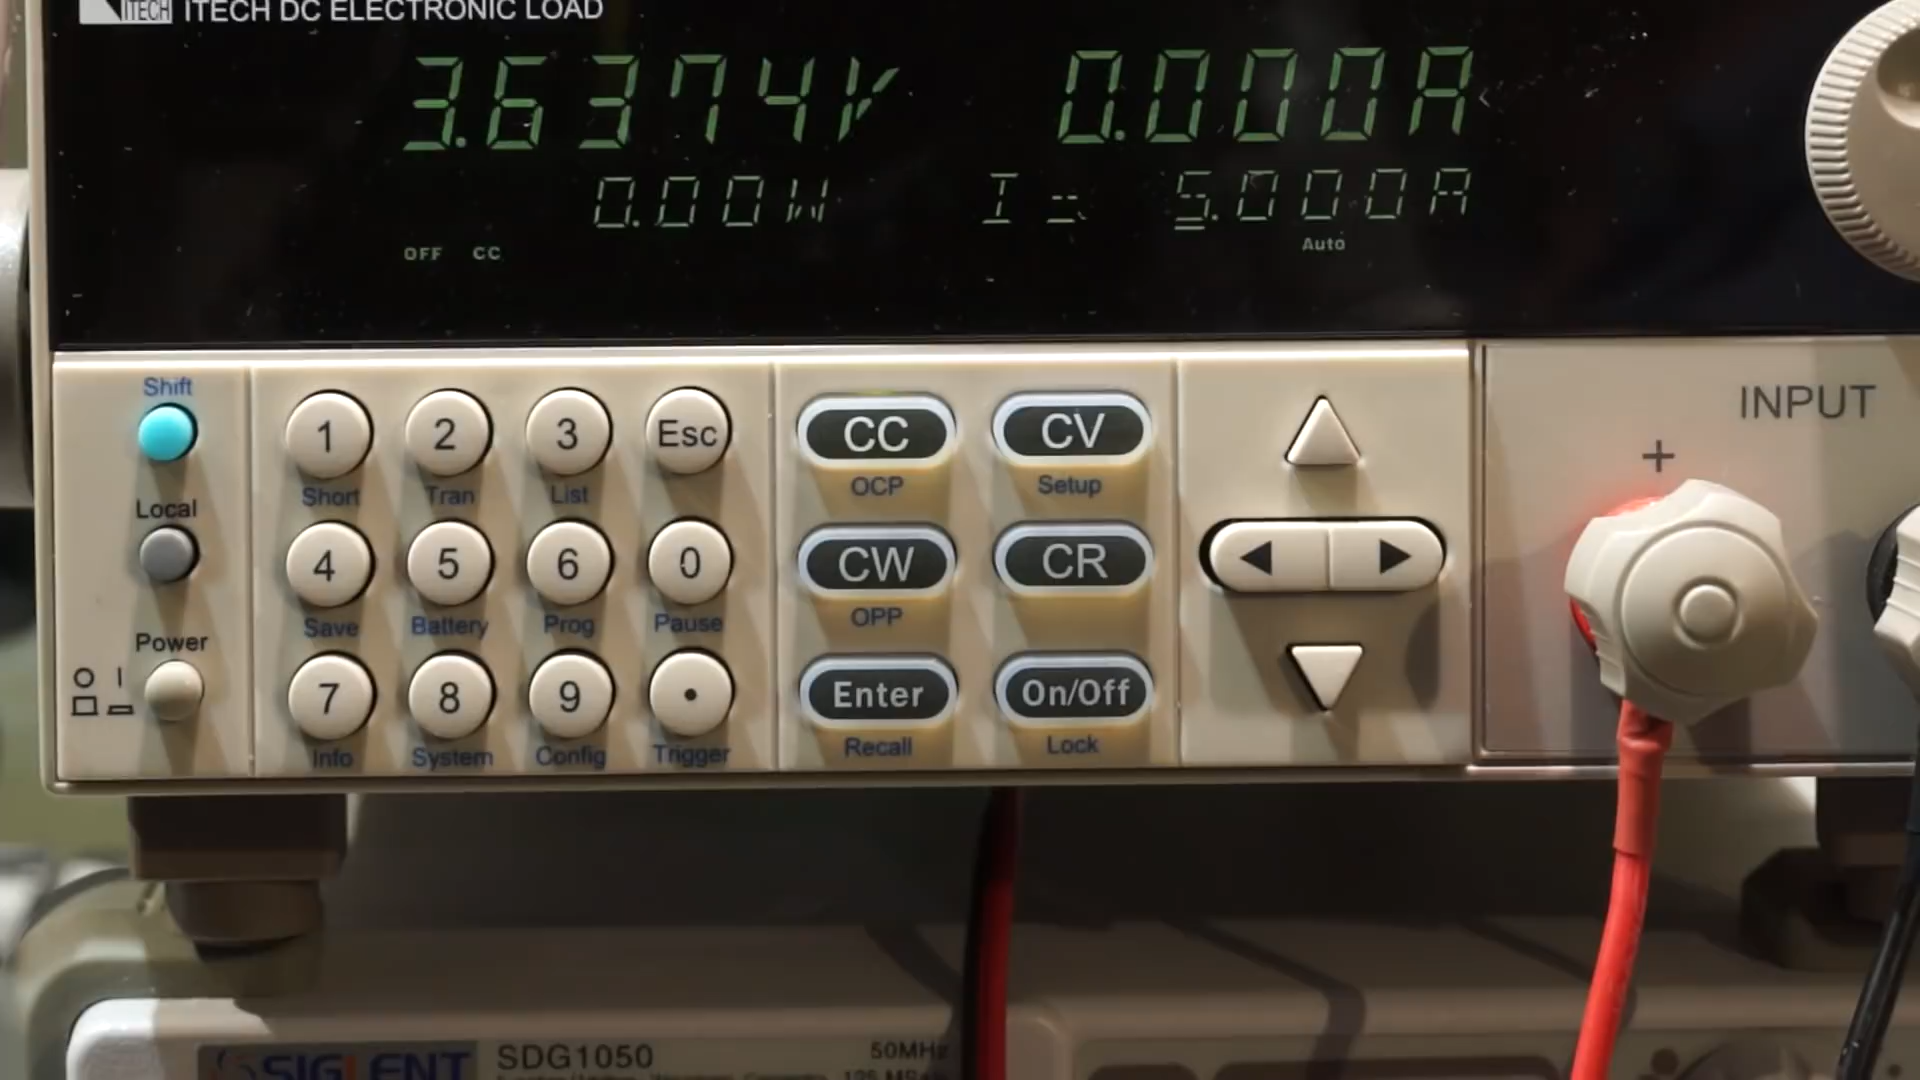 ITECH ITECH DC ELECTRONIC LOAD
3.6374V 0.000A
0.00W I = 5.000A
OFF CC Auto
Shift
1 2 3 Esc CC CV
Short Tran List OCP Setup
INPUT
+
Local
4 5 6 0 CW CR
Save Battery Prog Pause OPP
Power
O I
7 8 9 • Enter On/Off
Info System Config Trigger Recall Lock
SIGLENT SDG1050 50MHz